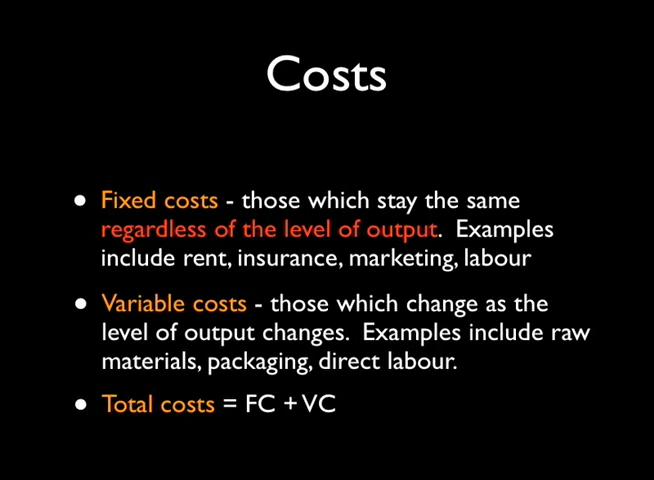 Costs
• Fixed costs - those which stay the same
regardless of the level of output. Examples
include rent, insurance, marketing, labour
• Variable costs - those which change as the
level of output changes. Examples include raw
materials, packaging, direct labour.
• Total costs = FC + VC